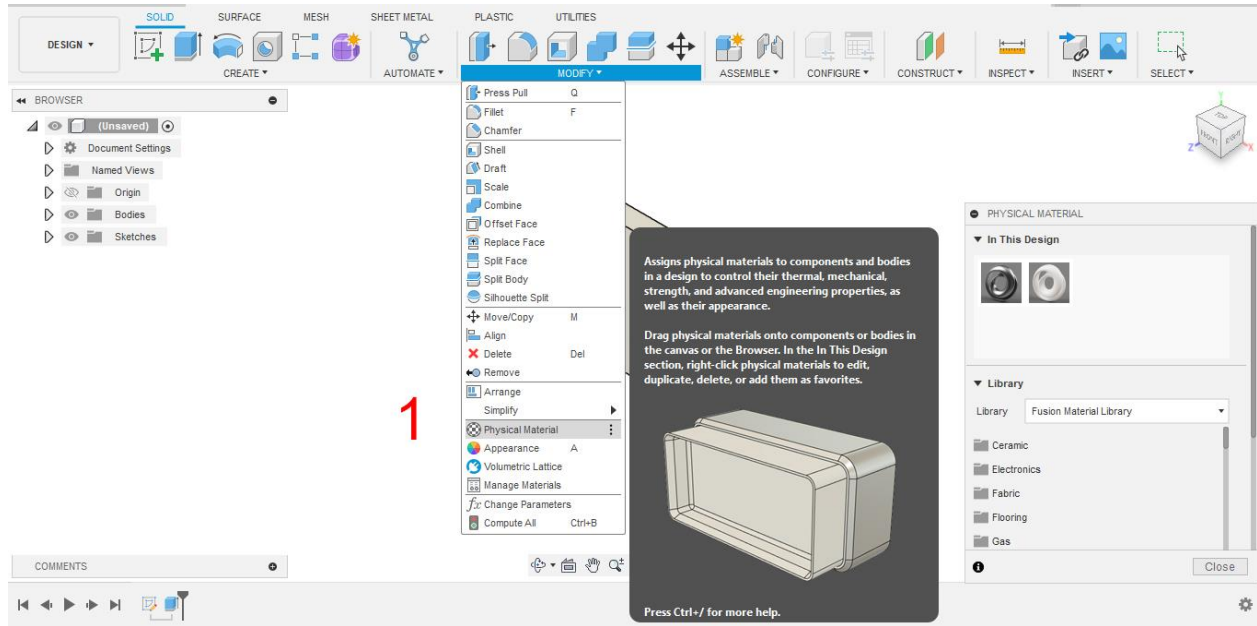 SOLID SURFACE MESH SHEET METAL PLASTIC UTILITIES
DESIGN
CREATE AUTOMATE MODIFY ASSEMBLE CONFIGURE CONSTRUCT INSPECT INSERT SELECT
BROWSER
(Unsaved)
Document Settings
Named Views
Origin
Bodies
Sketches
Press Pull Q
Fillet F
Chamfer
Shell
Draft
Scale
Combine
Offset Face
Replace Face
Split Face
Split Body
Silhouette Split
Move/Copy M
Align
Delete Del
Remove
Arrange
Simplify
Physical Material
Appearance A
Volumetric Lattice
Manage Materials
fx Change Parameters
Compute All Ctrl+B
1
Assigns physical materials to components and bodies
in a design to control their thermal, mechanical,
strength, and advanced engineering properties, as
well as their appearance.
Drag physical materials onto components or bodies in
the canvas or the Browser. In the In This Design
section, right-click physical materials to edit,
duplicate, delete, or add them as favorites.
Press Ctrl+/ for more help.
Y
TOP
FRONT RIGHT
Z X
PHYSICAL MATERIAL
In This Design
Library
Library Fusion Material Library
Ceramic
Electronics
Fabric
Flooring
Gas
Close
COMMENTS